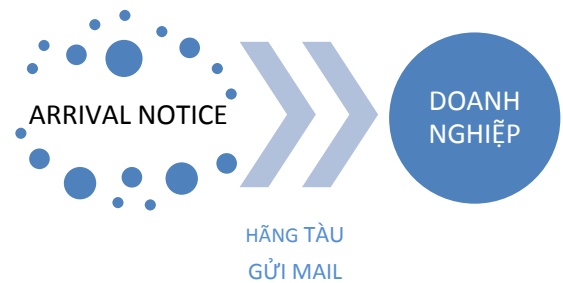 ARRIVAL NOTICE
DOANH
NGHIỆP
HÃNG TÀU
GỬI MAIL